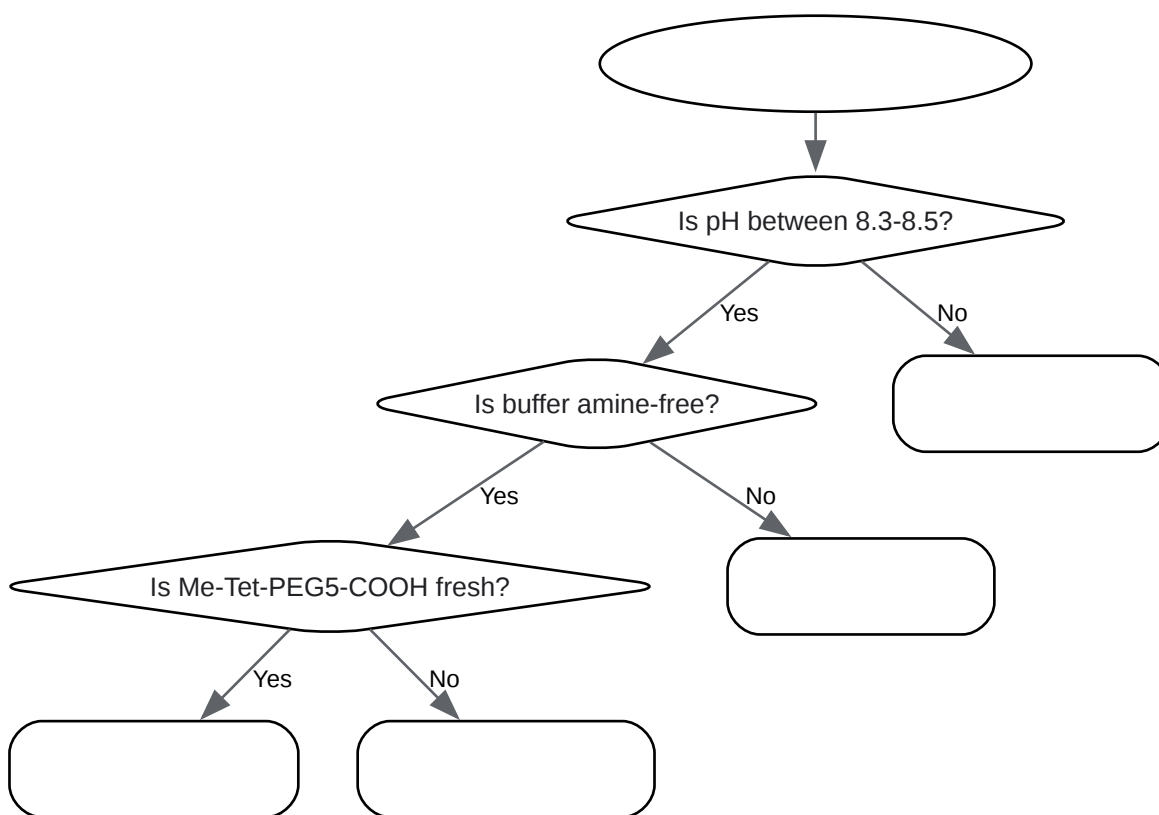 Is pH between 8.3-8.5?
Yes
No
Is buffer amine-free?
Yes
No
Is Me-Tet-PEG5-COOH fresh?
Yes
No